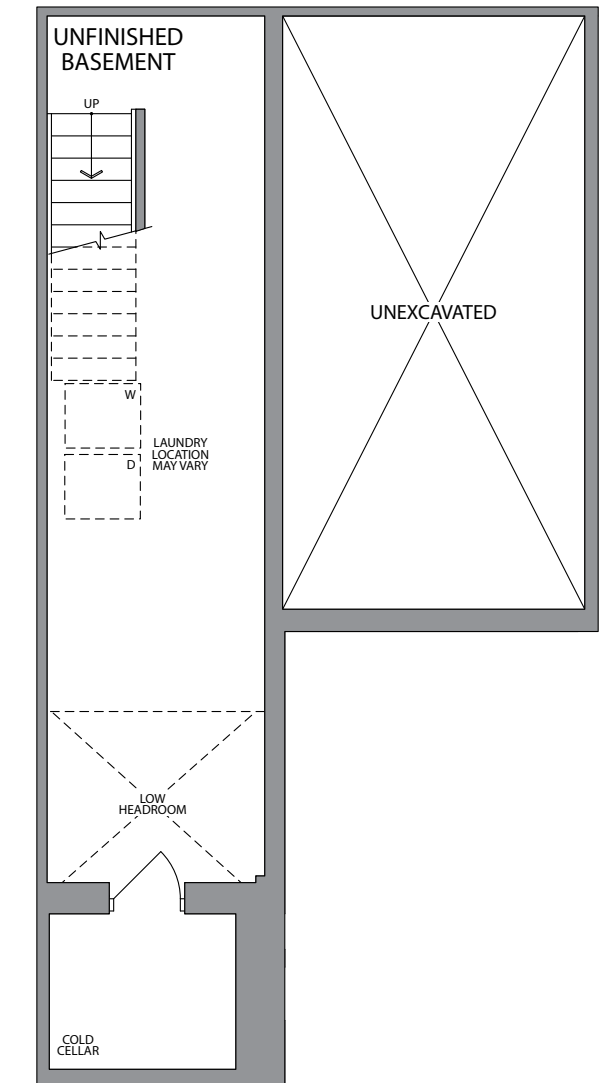 UNFINISHED
BASEMENT
UP
UNEXCAVATED
W
LAUNDRY
LOCATION
MAY VARY
D
LOW
HEADROOM
COLD
CELLAR